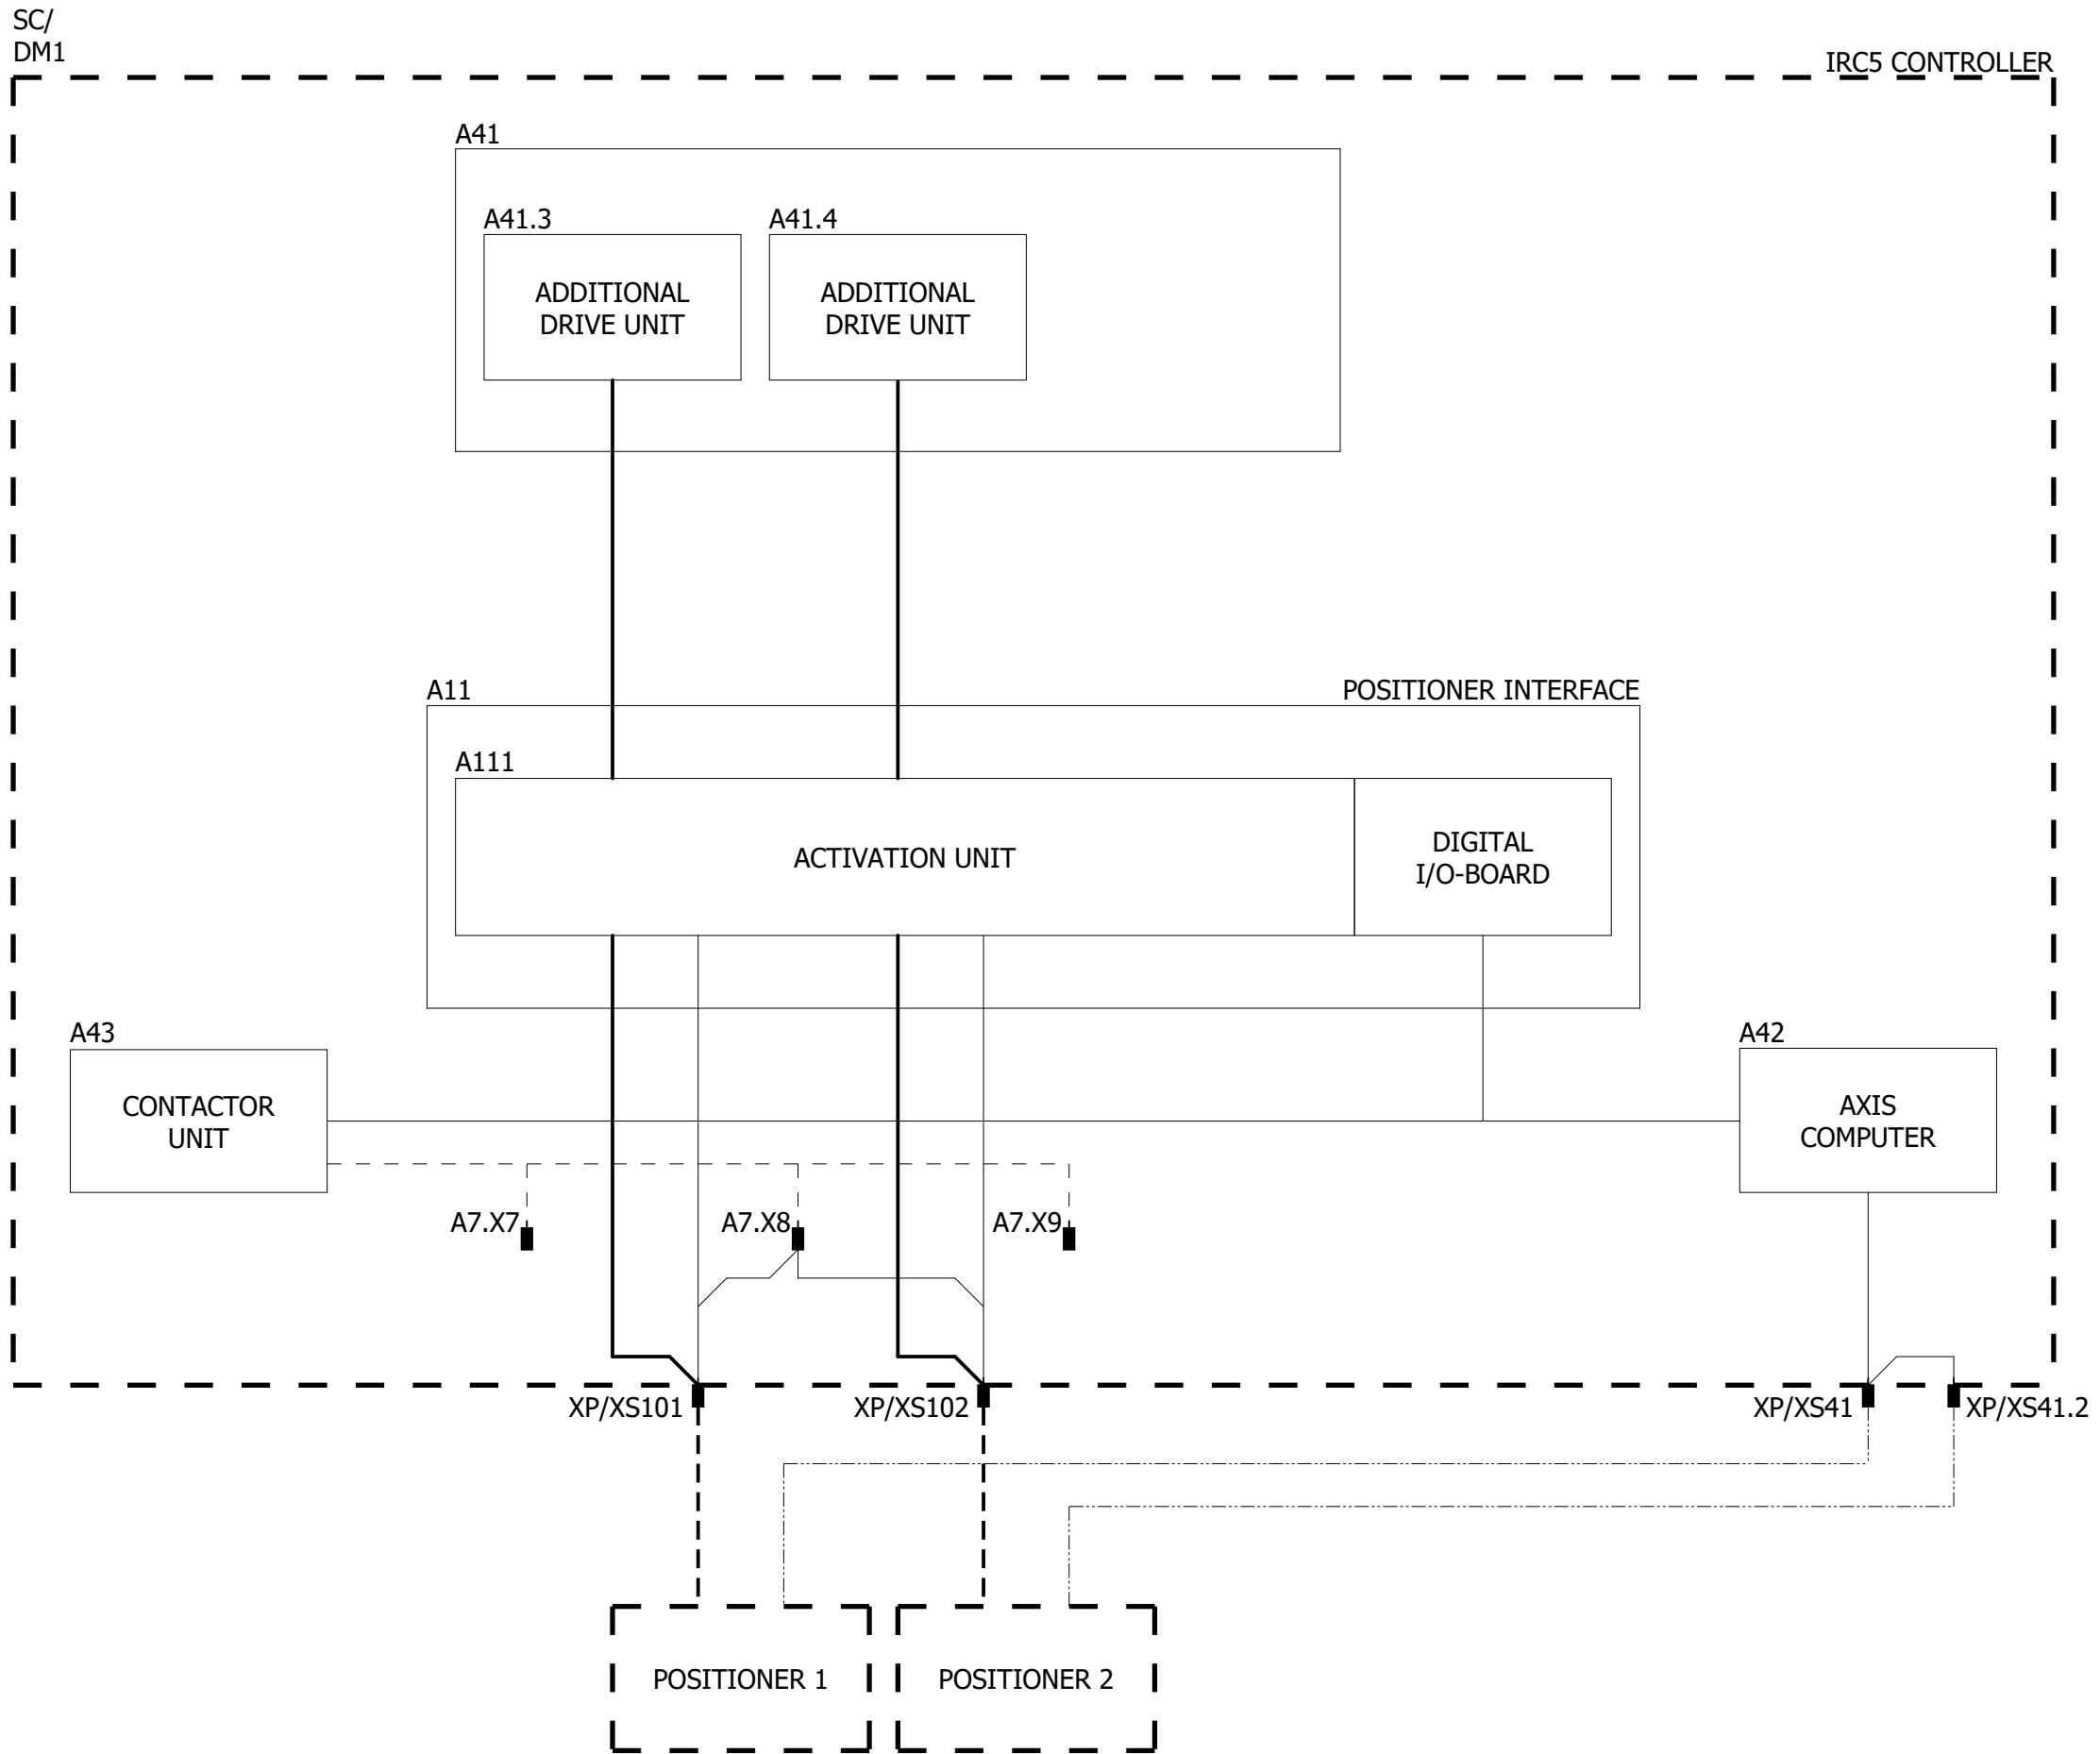 SC/
DM1
IRC5 CONTROLLER
A41
A41.3
A41.4
ADDITIONAL
DRIVE UNIT
ADDITIONAL
DRIVE UNIT
A11
POSITIONER INTERFACE
A111
ACTIVATION UNIT
DIGITAL
I/O-BOARD
A43
CONTACTOR
UNIT
A42
AXIS
COMPUTER
A7.X7
A7.X8
A7.X9
XP/XS101
XP/XS102
XP/XS41
XP/XS41.2
POSITIONER 1
POSITIONER 2